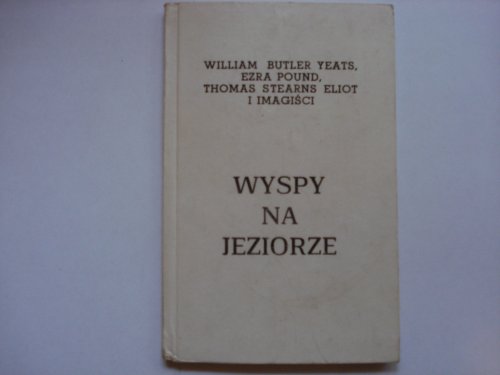 WILLIAM BUTLER YEATS,
EZRA POUND,
THOMAS STEARNS ELIOT
I IMAGIŚCI
WYSPY
NA
JEZIORZE